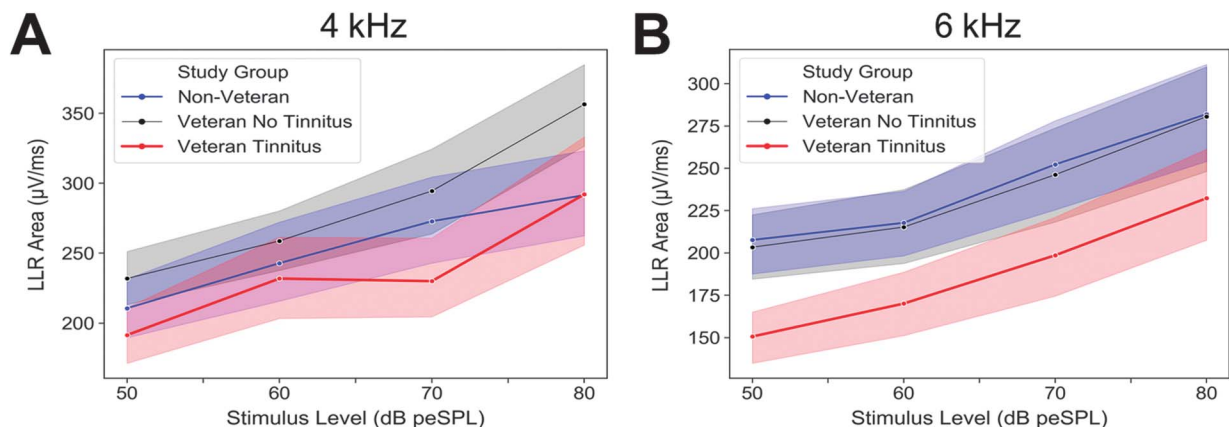 A
4 kHz
Study Group
Non-Veteran
Veteran No Tinnitus
Veteran Tinnitus
350
300
250
200
LLR Area (µV/ms)
50
60
70
80
Stimulus Level (dB peSPL)
B
6 kHz
Study Group
Non-Veteran
Veteran No Tinnitus
Veteran Tinnitus
300
275
250
225
200
175
150
LLR Area (µV/ms)
50
60
70
80
Stimulus Level (dB peSPL)